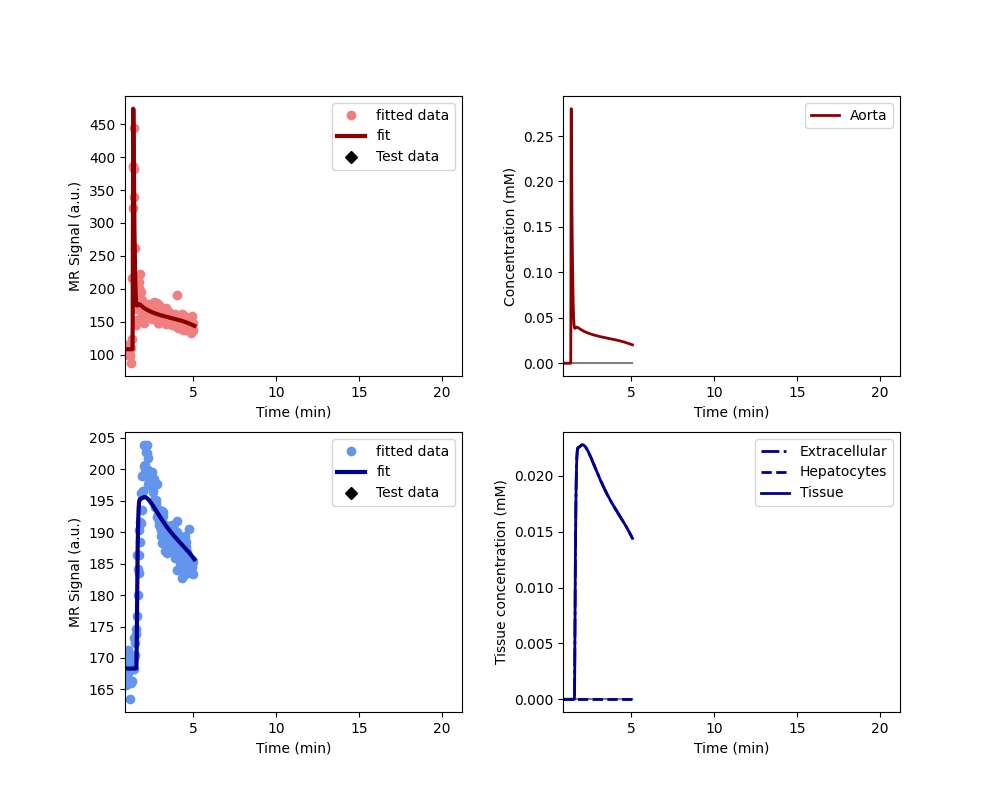 450
400
350
300
250
200
150
100
MR Signal (a.u.)
fitted data
fit
Test data
5
10
15
20
Time (min)
0.25
0.20
0.15
0.10
0.05
0.00
Concentration (mM)
Aorta
5
10
15
20
Time (min)
205
200
195
190
185
180
175
170
165
MR Signal (a.u.)
fitted data
fit
Test data
5
10
15
20
Time (min)
0.020
0.015
0.010
0.005
0.000
Tissue concentration (mM)
Extracellular
Hepatocytes
Tissue
5
10
15
20
Time (min)